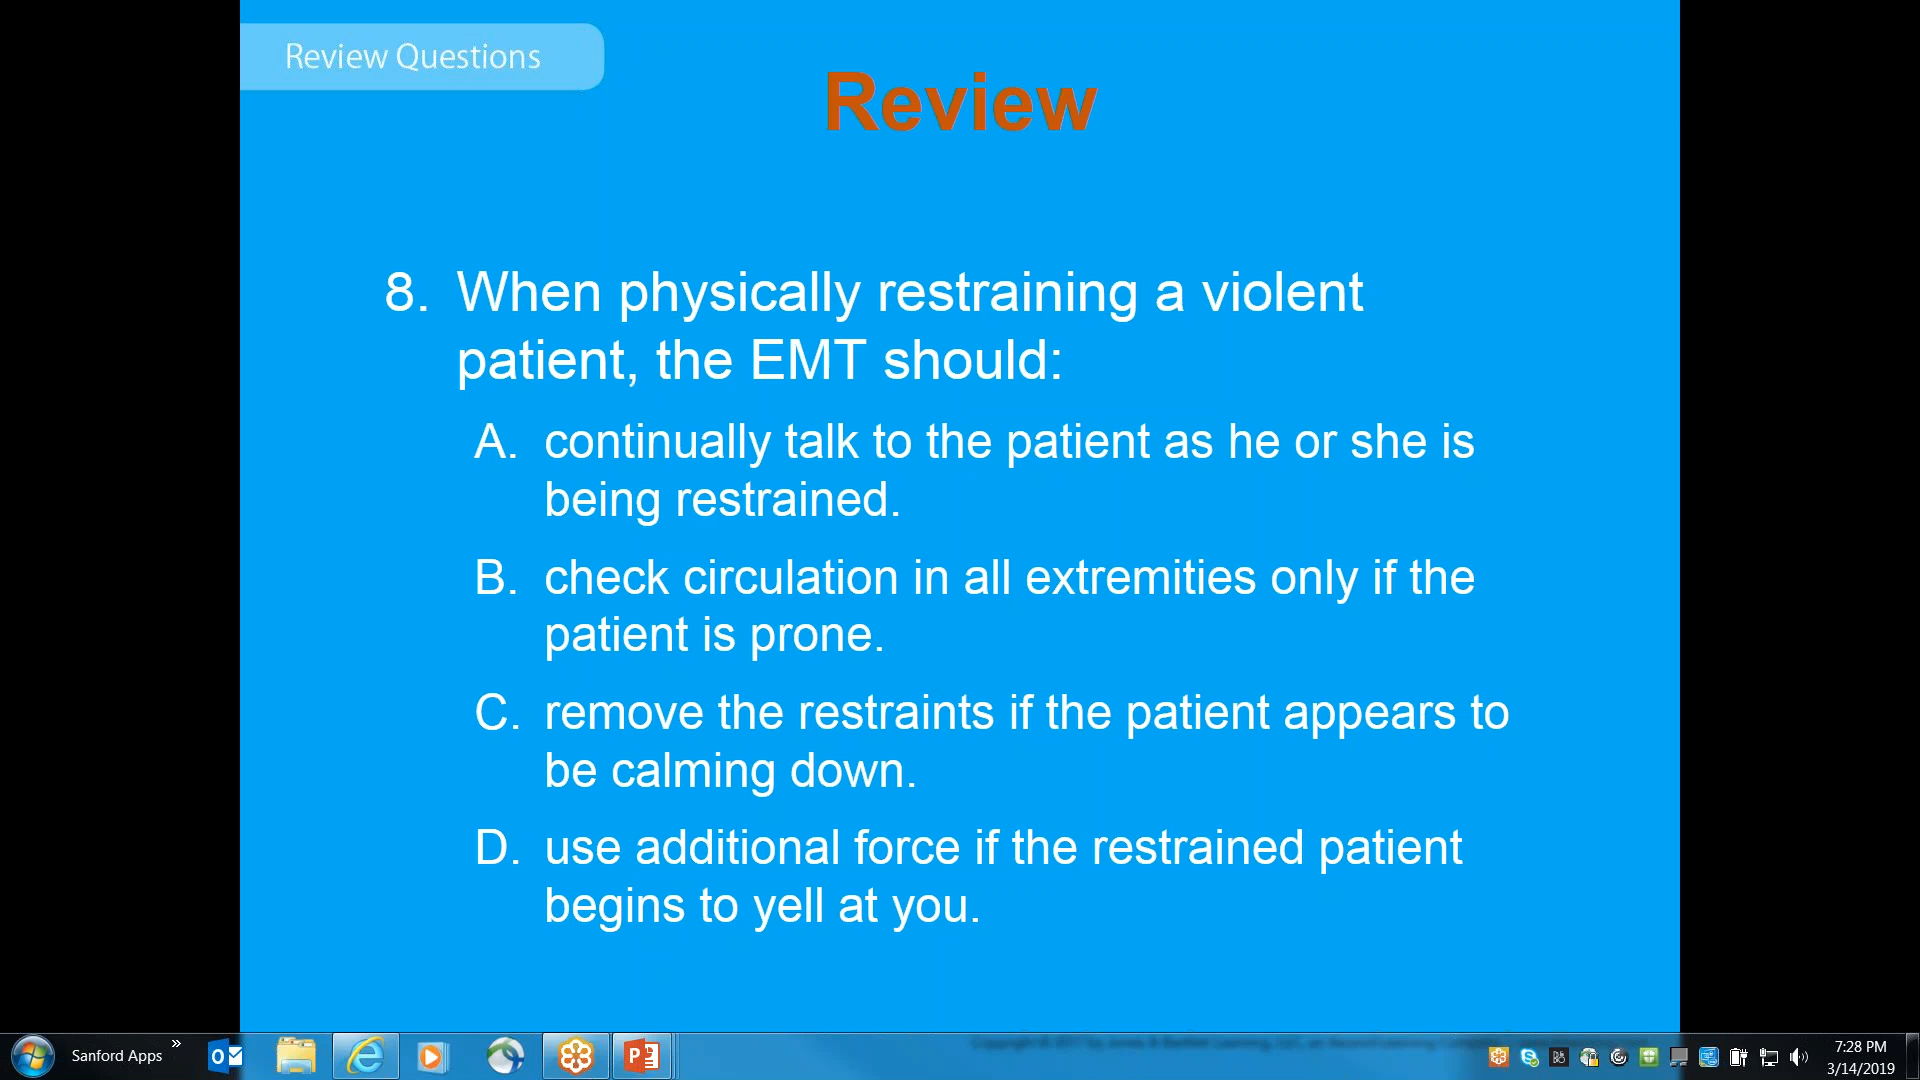 Review Questions
Review
8. When physically restraining a violent
patient, the EMT should:
A. continually talk to the patient as he or she is
being restrained.
B. check circulation in all extremities only if the
patient is prone.
C. remove the restraints if the patient appears to
be calming down.
D. use additional force if the restrained patient
begins to yell at you.
Sanford Apps »
7:28 PM
3/14/2019